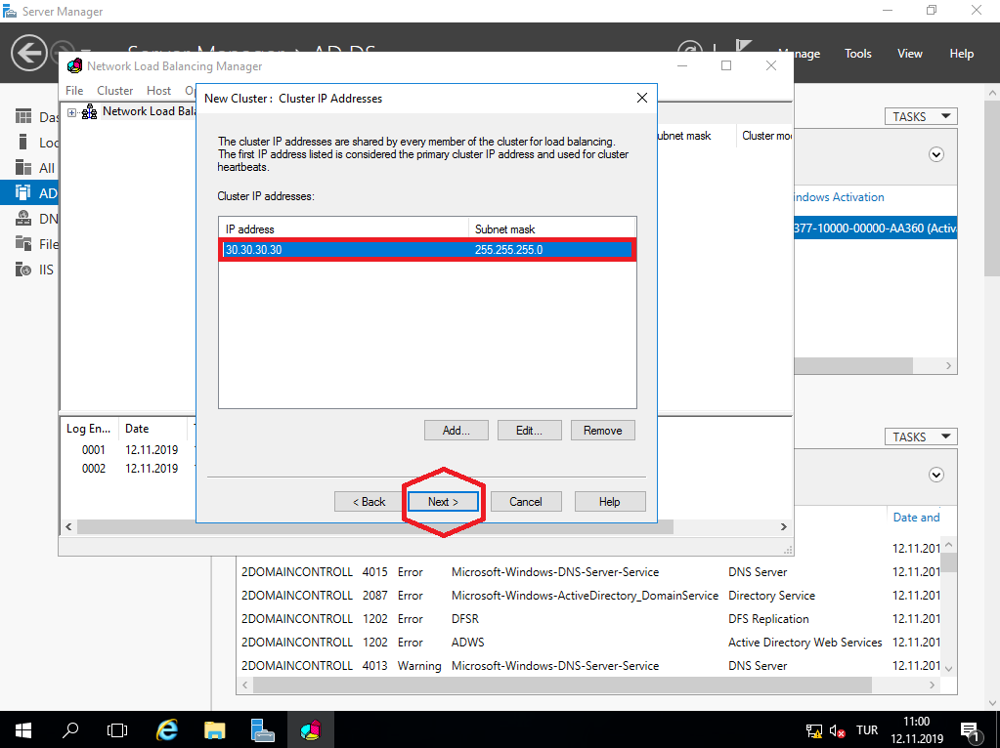 Server Manager
Manage
Tools
View
Help
Network Load Balancing Manager
File
Cluster
Host
New Cluster : Cluster IP Addresses
Network Load Bala
The cluster IP addresses are shared by every member of the cluster for load balancing.
The first IP address listed is considered the primary cluster IP address and used for cluster
heartbeats.
Cluster IP addresses:
IP address
Subnet mask
30.30.30.30
255.255.255.0
Add...
Edit...
Remove
< Back
Next >
Cancel
Help
ubnet mask
Cluster mo
Das
Loc
All
AD
DN
File
IIS
Log En...
Date
0001
12.11.2019
0002
12.11.2019
TASKS
indows Activation
377-10000-00000-AA360 (Activ
TASKS
Date and
12.11.201
2DOMAINCONTROLL 4015 Error Microsoft-Windows-DNS-Server-Service DNS Server 12.11.201
2DOMAINCONTROLL 2087 Error Microsoft-Windows-ActiveDirectory_DomainService Directory Service 12.11.201
2DOMAINCONTROLL 1202 Error DFSR DFS Replication 12.11.201
2DOMAINCONTROLL 1202 Error ADWS Active Directory Web Services 12.11.201
2DOMAINCONTROLL 4013 Warning Microsoft-Windows-DNS-Server-Service DNS Server 12.11.201
TUR
11:00
12.11.2019
1